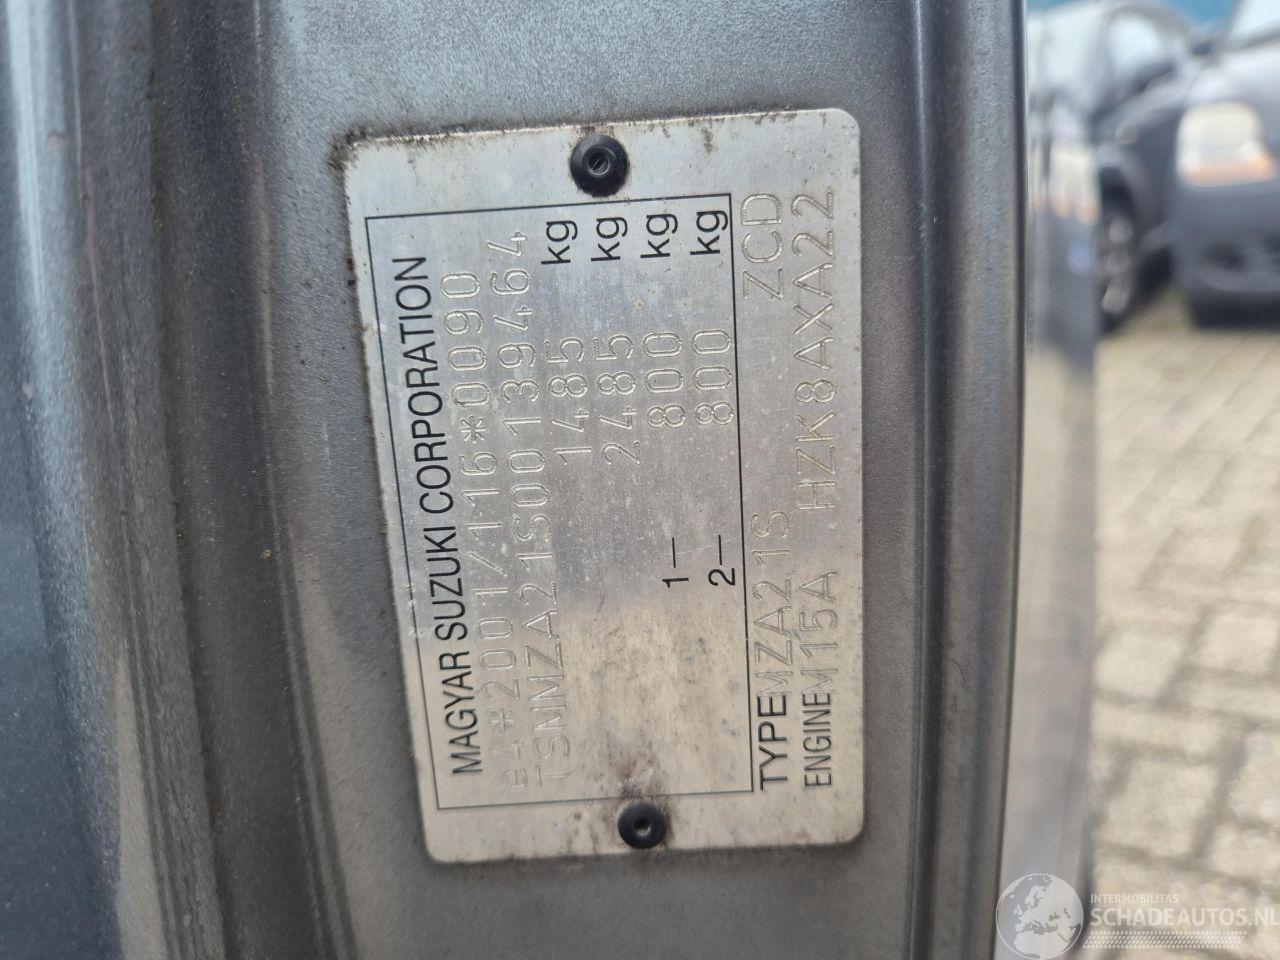 MAGYAR SUZUKI CORPORATION
e4*2001/116*0090
TSMMZA21S00139464
1485 kg
2485 kg
1— 800 kg
2— 800 kg
TYPE MZA21S ZCD
ENGINE M15A HZK8AXA22
INTERMOBILITAS
SCHADEAUTOS.NL